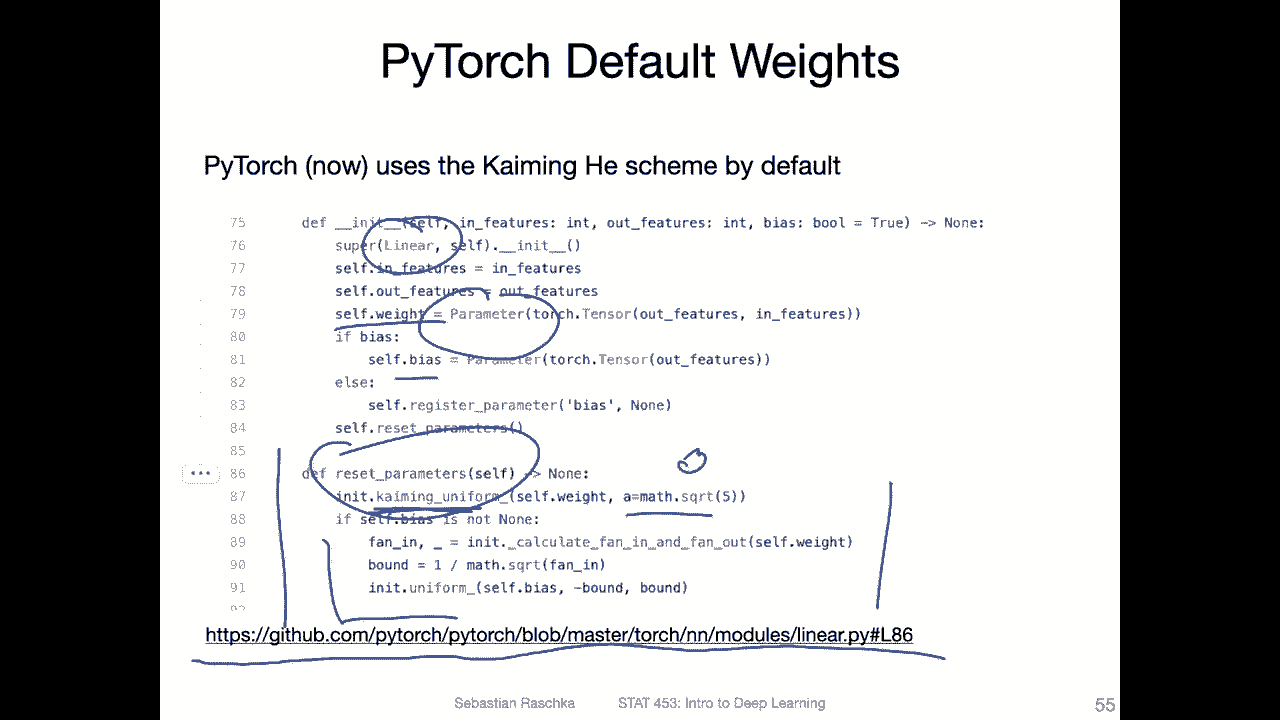 PyTorch Default Weights
PyTorch (now) uses the Kaiming He scheme by default
75 def __init__(self, in_features: int, out_features: int, bias: bool = True) -> None:
76 super(Linear, self).__init__()
77 self.in_features = in_features
78 self.out_features = out_features
79 self.weight = Parameter(torch.Tensor(out_features, in_features))
80 if bias:
81 self.bias = Parameter(torch.Tensor(out_features))
82 else:
83 self.register_parameter('bias', None)
84 self.reset_parameters()
85
86 def reset_parameters(self) -> None:
87 init.kaiming_uniform_(self.weight, a=math.sqrt(5))
88 if self.bias is not None:
89 fan_in, _ = init._calculate_fan_in_and_fan_out(self.weight)
90 bound = 1 / math.sqrt(fan_in)
91 init.uniform_(self.bias, -bound, bound)
https://github.com/pytorch/pytorch/blob/master/torch/nn/modules/linear.py#L86
Sebastian Raschka STAT 453: Intro to Deep Learning 55